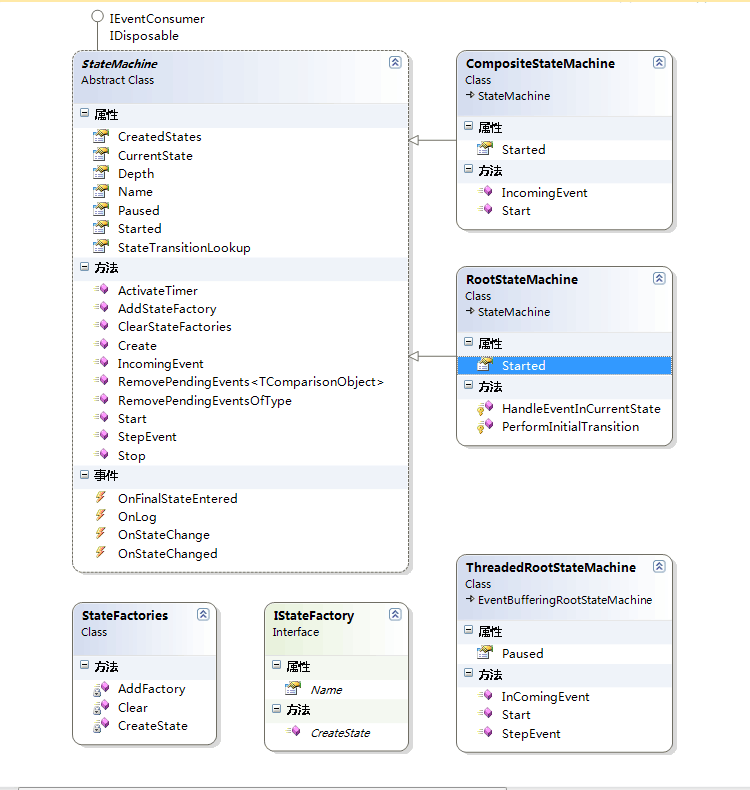 IEventConsumer
IDisposable
StateMachine
Abstract Class
属性
CreatedStates
CurrentState
Depth
Name
Paused
Started
StateTransitionLookup
方法
ActivateTimer
AddStateFactory
ClearStateFactories
Create
IncomingEvent
RemovePendingEvents<TComparisonObject>
RemovePendingEventsOfType
Start
StepEvent
Stop
事件
OnFinalStateEntered
OnLog
OnStateChange
OnStateChanged
CompositeStateMachine
Class
StateMachine
属性
Started
方法
IncomingEvent
Start
RootStateMachine
Class
StateMachine
属性
Started
方法
HandleEventInCurrentState
PerformInitialTransition
StateFactories
Class
方法
AddFactory
Clear
CreateState
IStateFactory
Interface
属性
Name
方法
CreateState
ThreadedRootStateMachine
Class
EventBufferingRootStateMachine
属性
Paused
方法
InComingEvent
Start
StepEvent